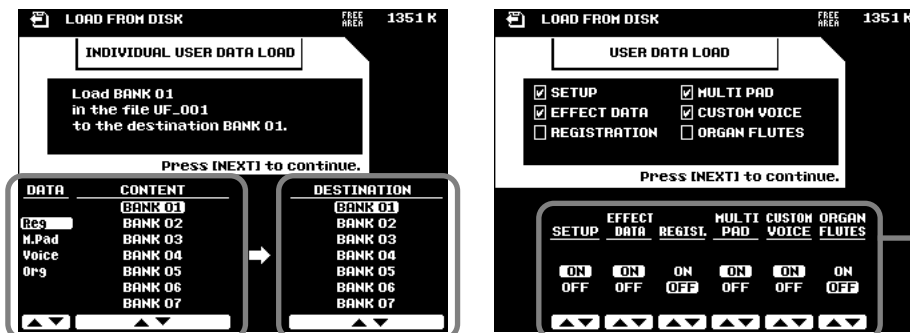 LOAD FROM DISK FREE AREA 1351 K
INDIVIDUAL USER DATA LOAD
Load BANK 01
in the file UF_001
to the destination BANK 01.
Press [NEXT] to continue.
DATA CONTENT DESTINATION
BANK 01 BANK 01
Reg BANK 02 BANK 02
M.Pad BANK 03 BANK 03
Voice BANK 04 BANK 04
Org BANK 05 BANK 05
BANK 06 BANK 06
BANK 07 BANK 07
LOAD FROM DISK FREE AREA 1351 K
USER DATA LOAD
SETUP MULTI PAD
EFFECT DATA CUSTOM VOICE
REGISTRATION ORGAN FLUTES
Press [NEXT] to continue.
EFFECT MULTI CUSTOM ORGAN
SETUP DATA REGIST. PAD VOICE FLUTES
ON ON ON ON ON ON
OFF OFF OFF OFF OFF OFF